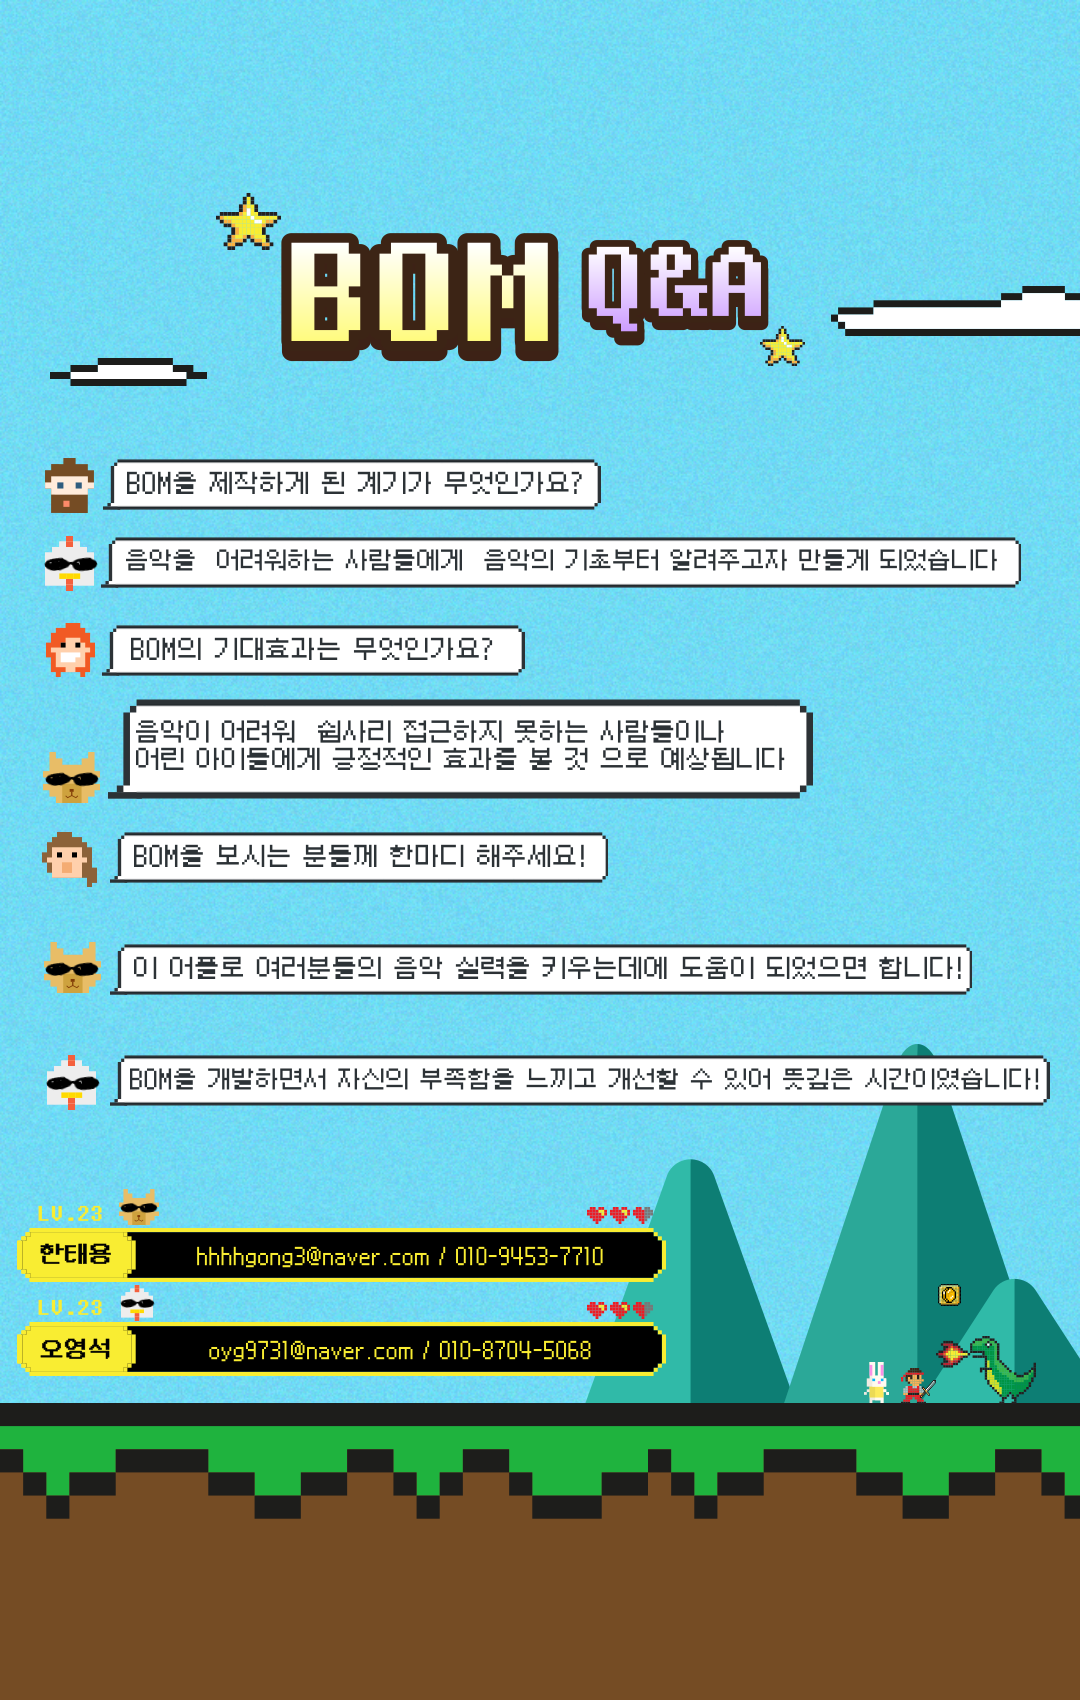 BOM Q&A
BOM을 제작하게 된 계기가 무엇인가요?
음악을 어려워하는 사람들에게 음악의 기초부터 알려주고자 만들게 되었습니다
BOM의 기대효과는 무엇인가요?
음악이 어려워 쉽사리 접근하지 못하는 사람들이나
어린 아이들에게 긍정적인 효과를 볼 것 으로 예상됩니다
BOM을 보시는 분들께 한마디 해주세요!
이 어플로 여러분들의 음악 실력을 키우는데에 도움이 되었으면 합니다!
BOM을 개발하면서 자신의 부족함을 느끼고 개선할 수 있어 뜻깊은 시간이였습니다!
LV.23
한태용 hhhhgong3@naver.com / 010-9453-7710
LV.23
오영석 oyg9731@naver.com / 010-8704-5068